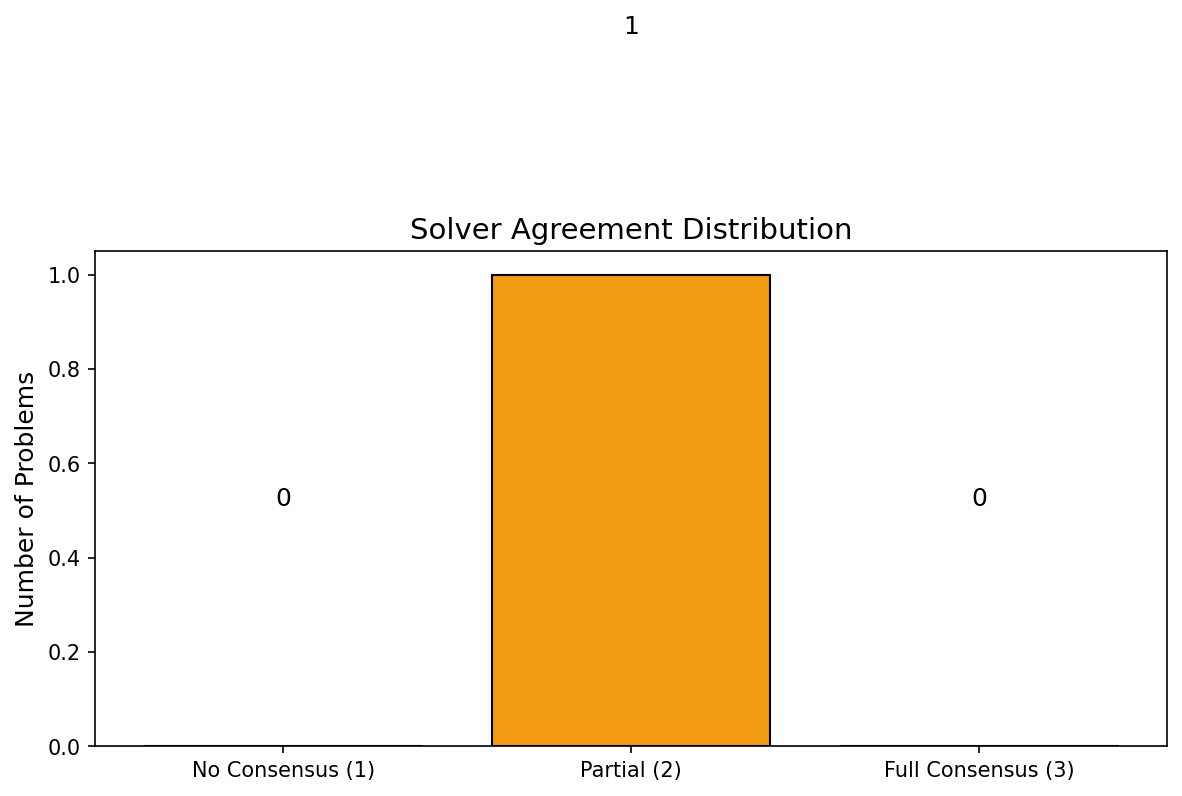 1
Solver Agreement Distribution
Number of Problems
1.0
0.8
0.6
0.4
0.2
0.0
0
0
No Consensus (1)
Partial (2)
Full Consensus (3)